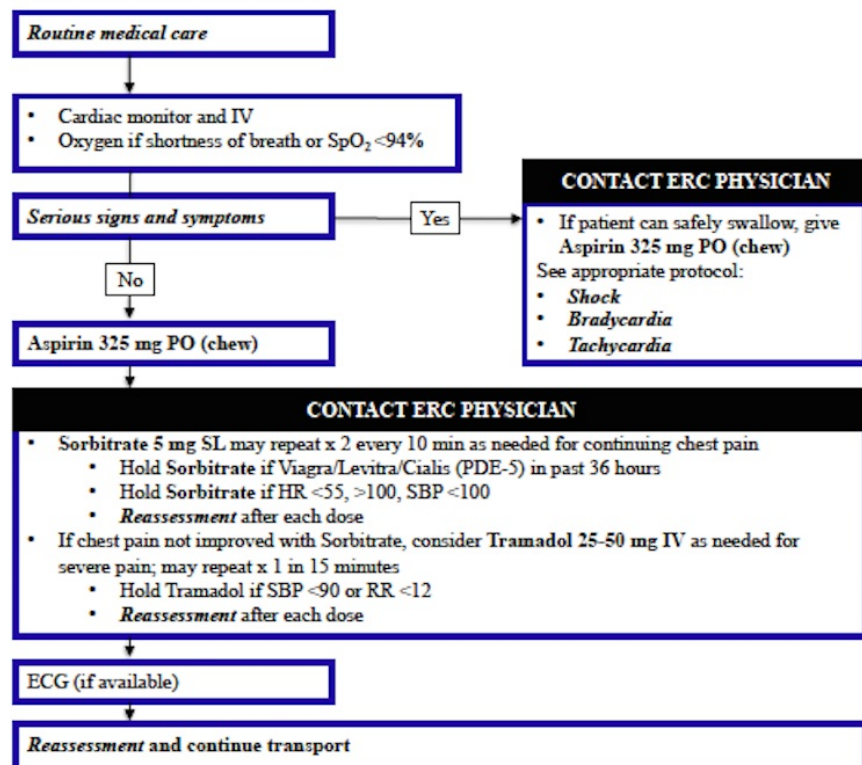 Routine medical care
• Cardiac monitor and IV
• Oxygen if shortness of breath or SpO₂ <94%
Serious signs and symptoms
Yes
CONTACT ERC PHYSICIAN
• If patient can safely swallow, give
Aspirin 325 mg PO (chew)
See appropriate protocol:
• Shock
• Bradycardia
• Tachycardia
No
Aspirin 325 mg PO (chew)
CONTACT ERC PHYSICIAN
• Sorbitrate 5 mg SL may repeat x 2 every 10 min as needed for continuing chest pain
• Hold Sorbitrate if Viagra/Levitra/Cialis (PDE-5) in past 36 hours
• Hold Sorbitrate if HR <55, >100, SBP <100
• Reassessment after each dose
• If chest pain not improved with Sorbitrate, consider Tramadol 25-50 mg IV as needed for
severe pain; may repeat x 1 in 15 minutes
• Hold Tramadol if SBP <90 or RR <12
• Reassessment after each dose
ECG (if available)
Reassessment and continue transport